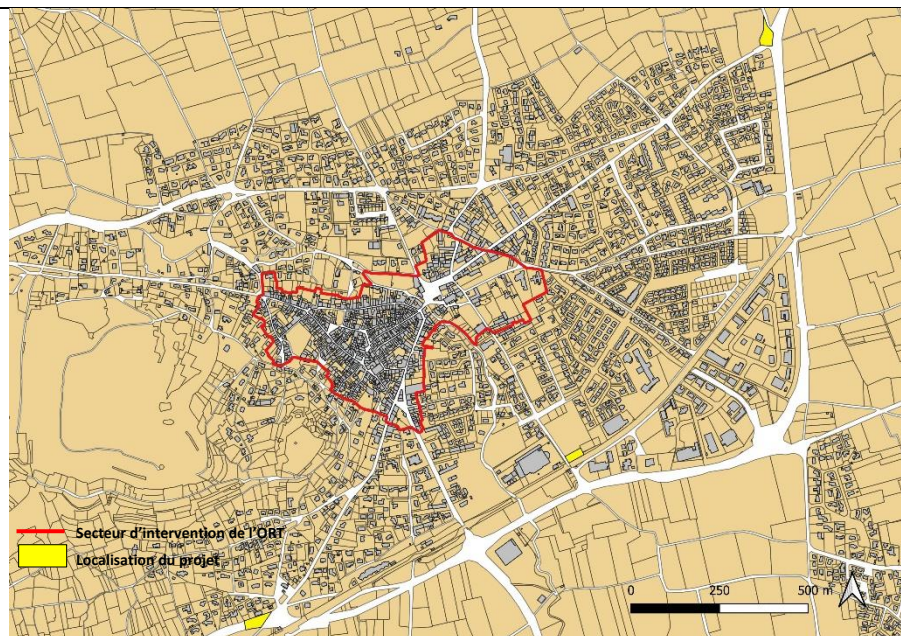 Secteur d'intervention de l'ORT
Localisation du projet
0 250 500 m